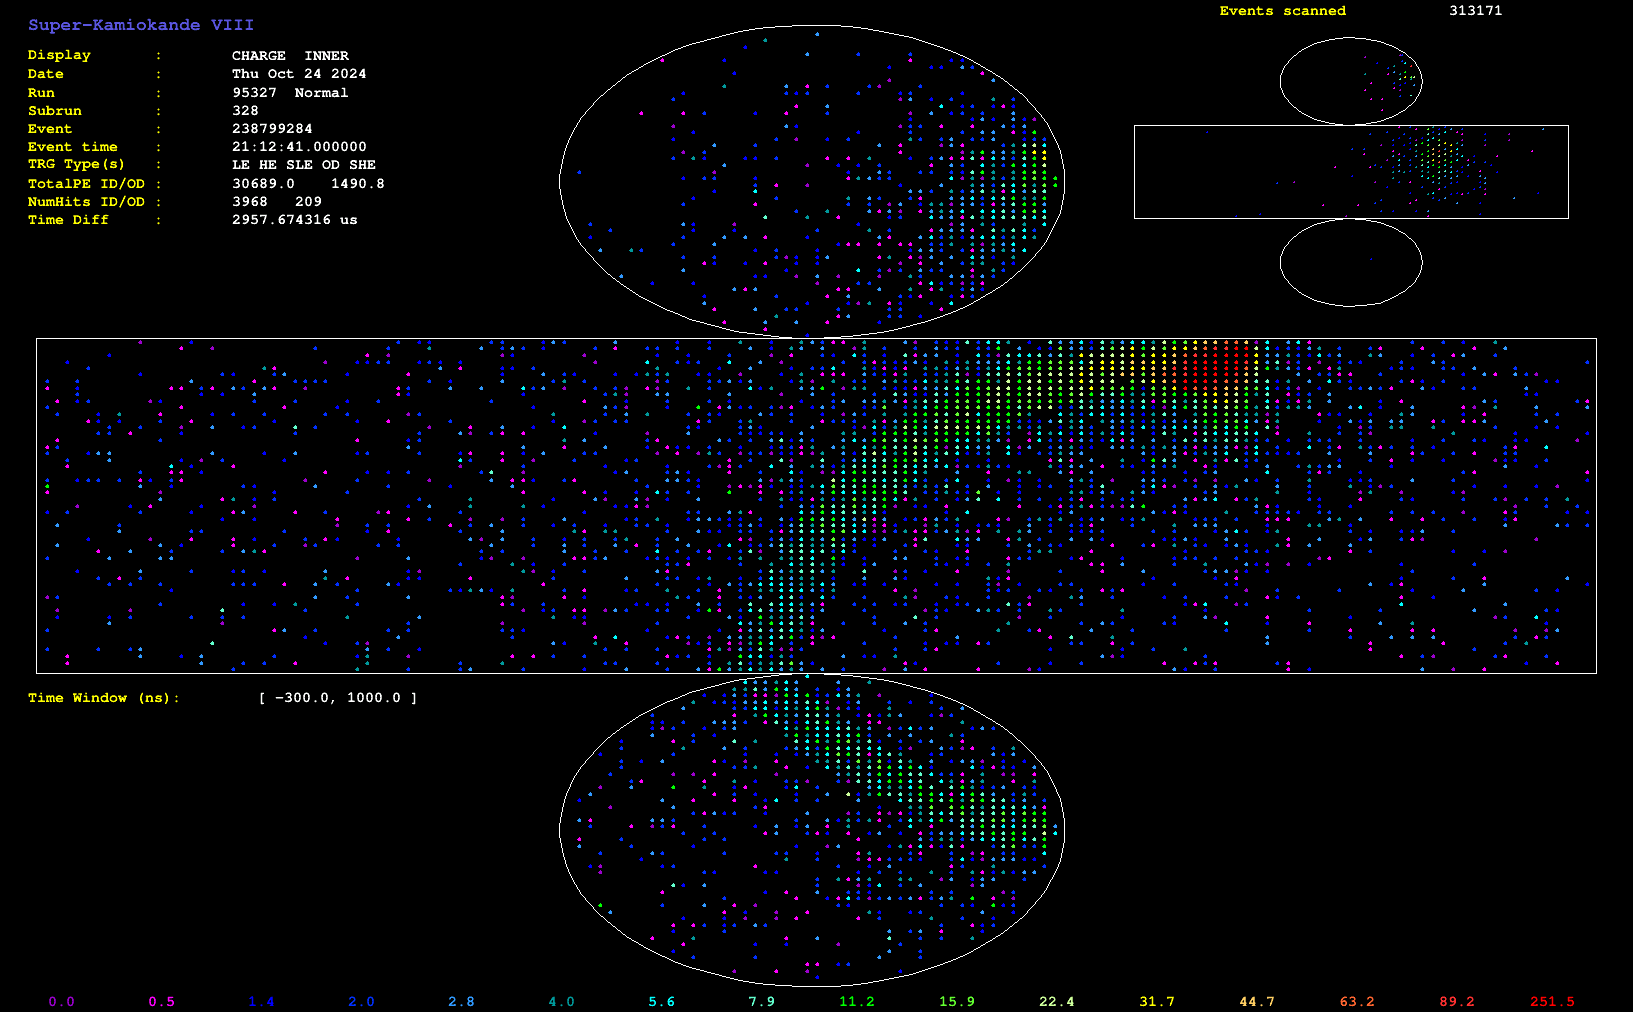 Super-Kamiokande VIII
Events scanned 313171
Display : CHARGE INNER
Date : Thu Oct 24 2024
Run : 95327 Normal
Subrun : 328
Event : 238799284
Event time : 21:12:41.000000
TRG Type(s) : LE HE SLE OD SHE
TotalPE ID/OD : 30689.0 1490.8
NumHits ID/OD : 3968 209
Time Diff : 2957.674316 us
Time Window (ns): [ −300.0, 1000.0 ]
0.0 0.5 1.4 2.0 2.8 4.0 5.6 7.9 11.2 15.9 22.4 31.7 44.7 63.2 89.2 251.5